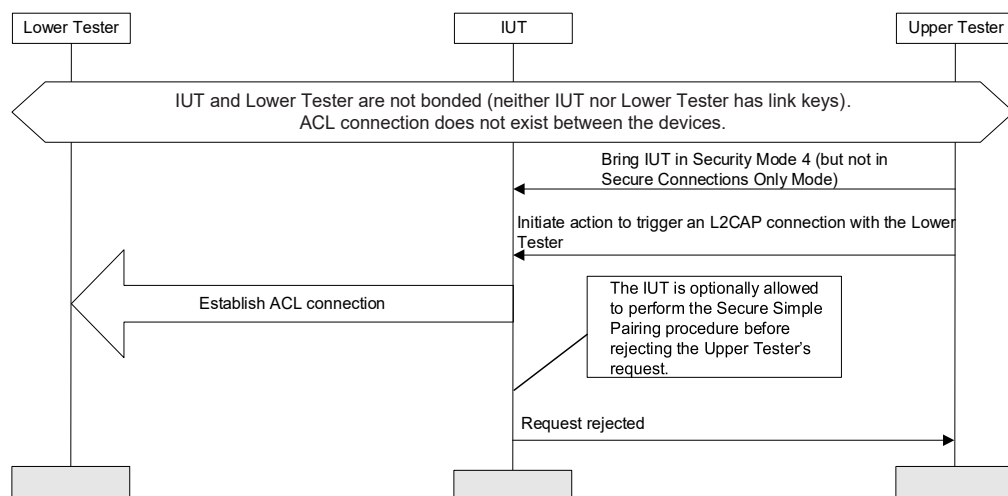 Lower Tester
IUT
Upper Tester
IUT and Lower Tester are not bonded (neither IUT nor Lower Tester has link keys).
ACL connection does not exist between the devices.
Bring IUT in Security Mode 4 (but not in
Secure Connections Only Mode)
Initiate action to trigger an L2CAP connection with the Lower
Tester
Establish ACL connection
The IUT is optionally allowed
to perform the Secure Simple
Pairing procedure before
rejecting the Upper Tester’s
request.
Request rejected